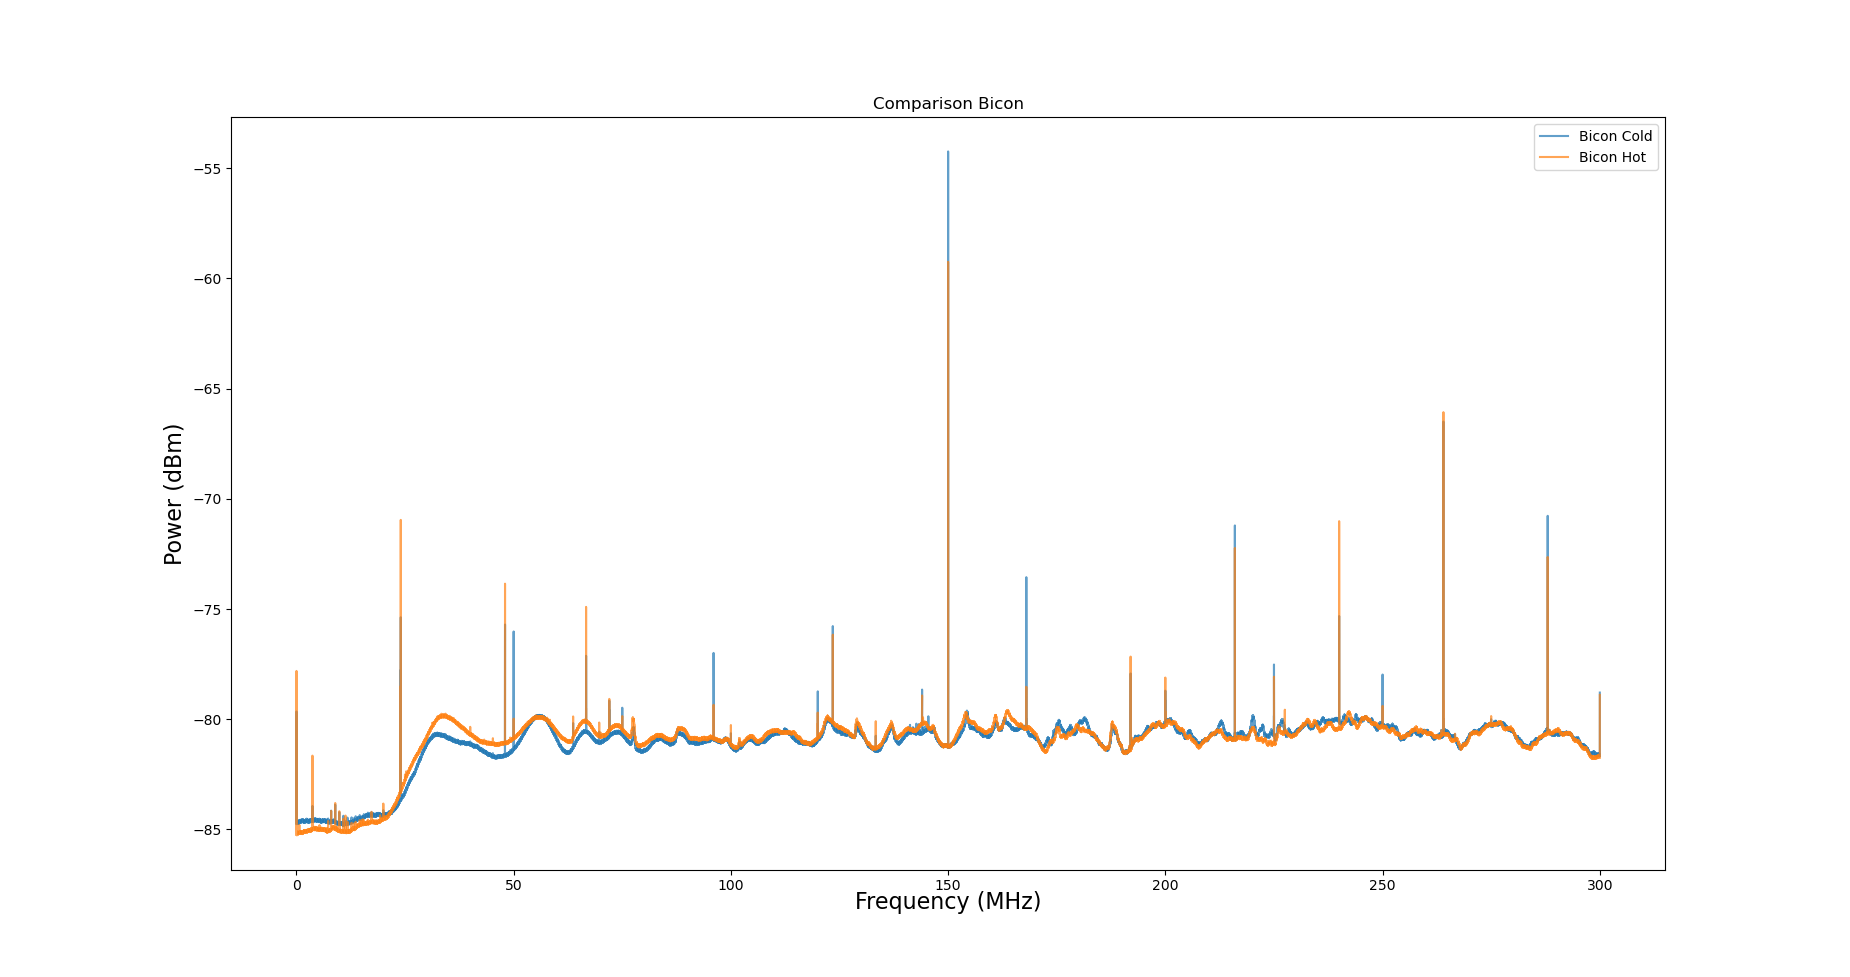 Comparison Bicon
Bicon Cold
Bicon Hot
Power (dBm)
−55
−60
−65
−70
−75
−80
−85
0 50 100 150 200 250 300
Frequency (MHz)